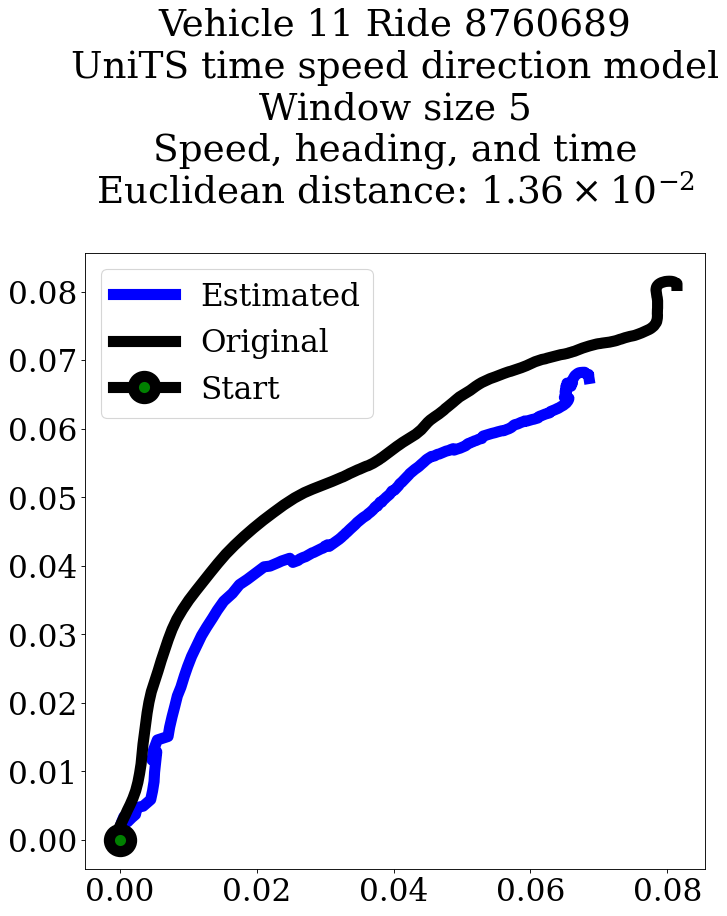 Vehicle 11 Ride 8760689
UniTS time speed direction model
Window size 5
Speed, heading, and time
Euclidean distance: 1.36 × 10⁻²
Estimated
Original
Start
0.08
0.07
0.06
0.05
0.04
0.03
0.02
0.01
0.00
0.00 0.02 0.04 0.06 0.08